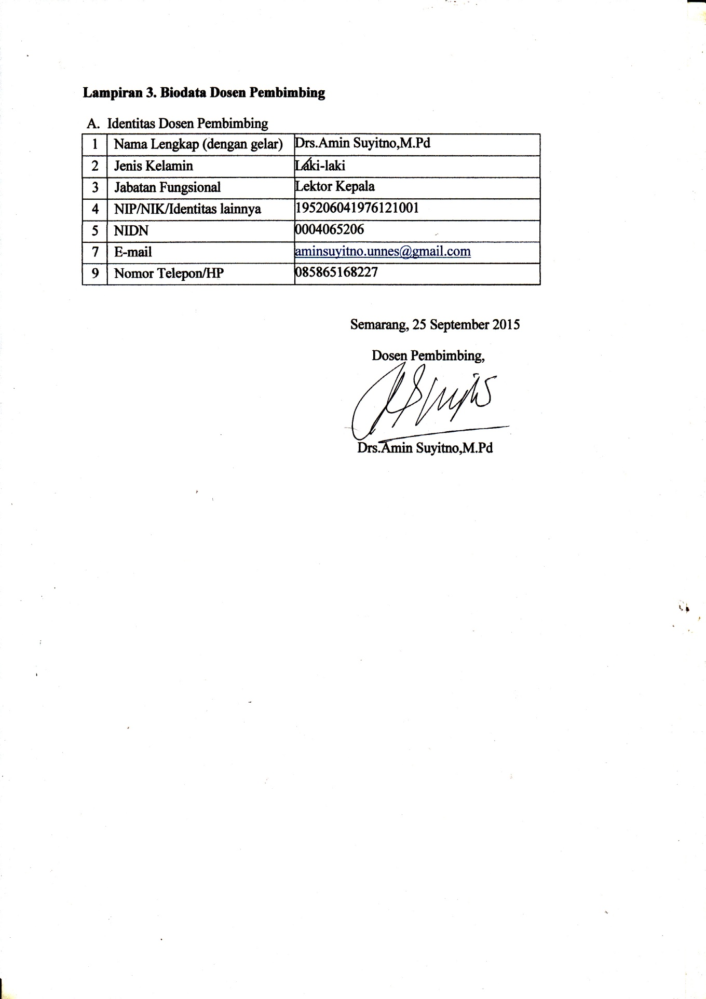 Lampiran 3. Biodata Dosen Pembimbing
A. Identitas Dosen Pembimbing
1 Nama Lengkap (dengan gelar) Drs.Amin Suyitno,M.Pd
2 Jenis Kelamin Laki-laki
3 Jabatan Fungsional Lektor Kepala
4 NIP/NIK/Identitas lainnya 195206041976121001
5 NIDN 0004065206
7 E-mail aminsuyitno.unnes@gmail.com
9 Nomor Telepon/HP 085865168227
Semarang, 25 September 2015
Dosen Pembimbing,
Drs.Amin Suyitno,M.Pd